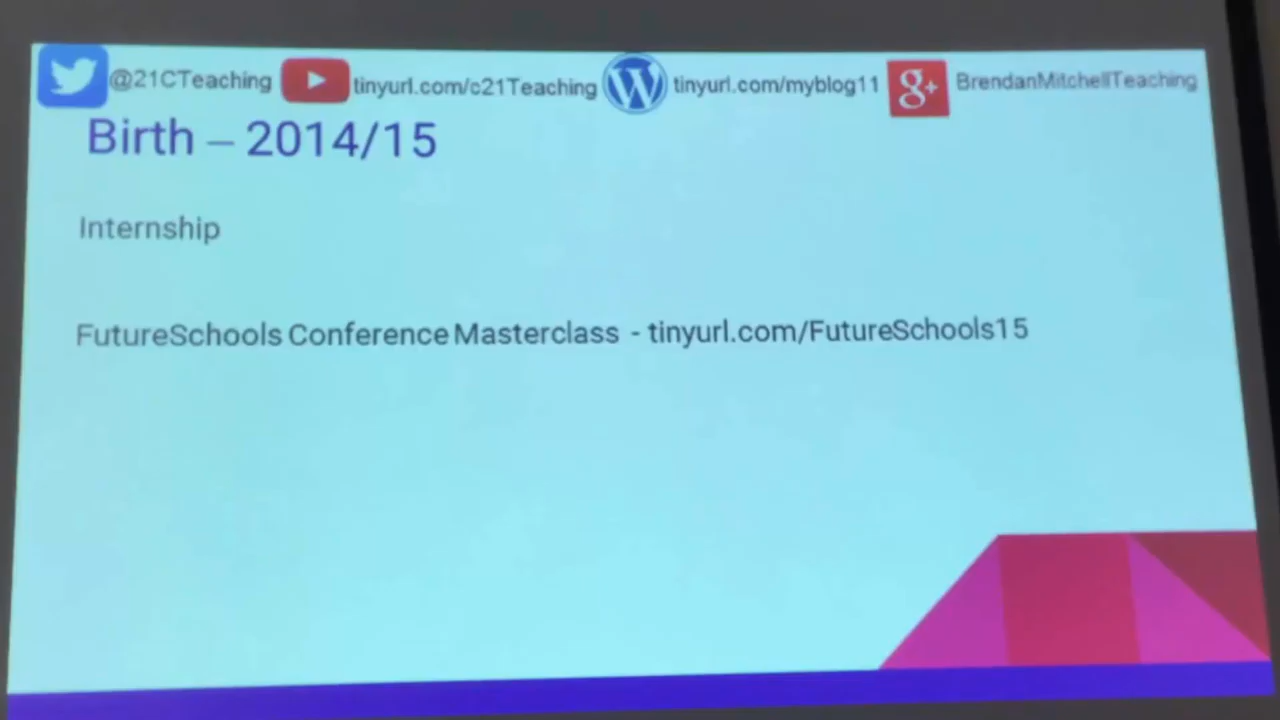 @21CTeaching tinyurl.com/c21Teaching tinyurl.com/myblog11 g+ BrendanMitchellTeaching
Birth – 2014/15
Internship
FutureSchools Conference Masterclass - tinyurl.com/FutureSchools15